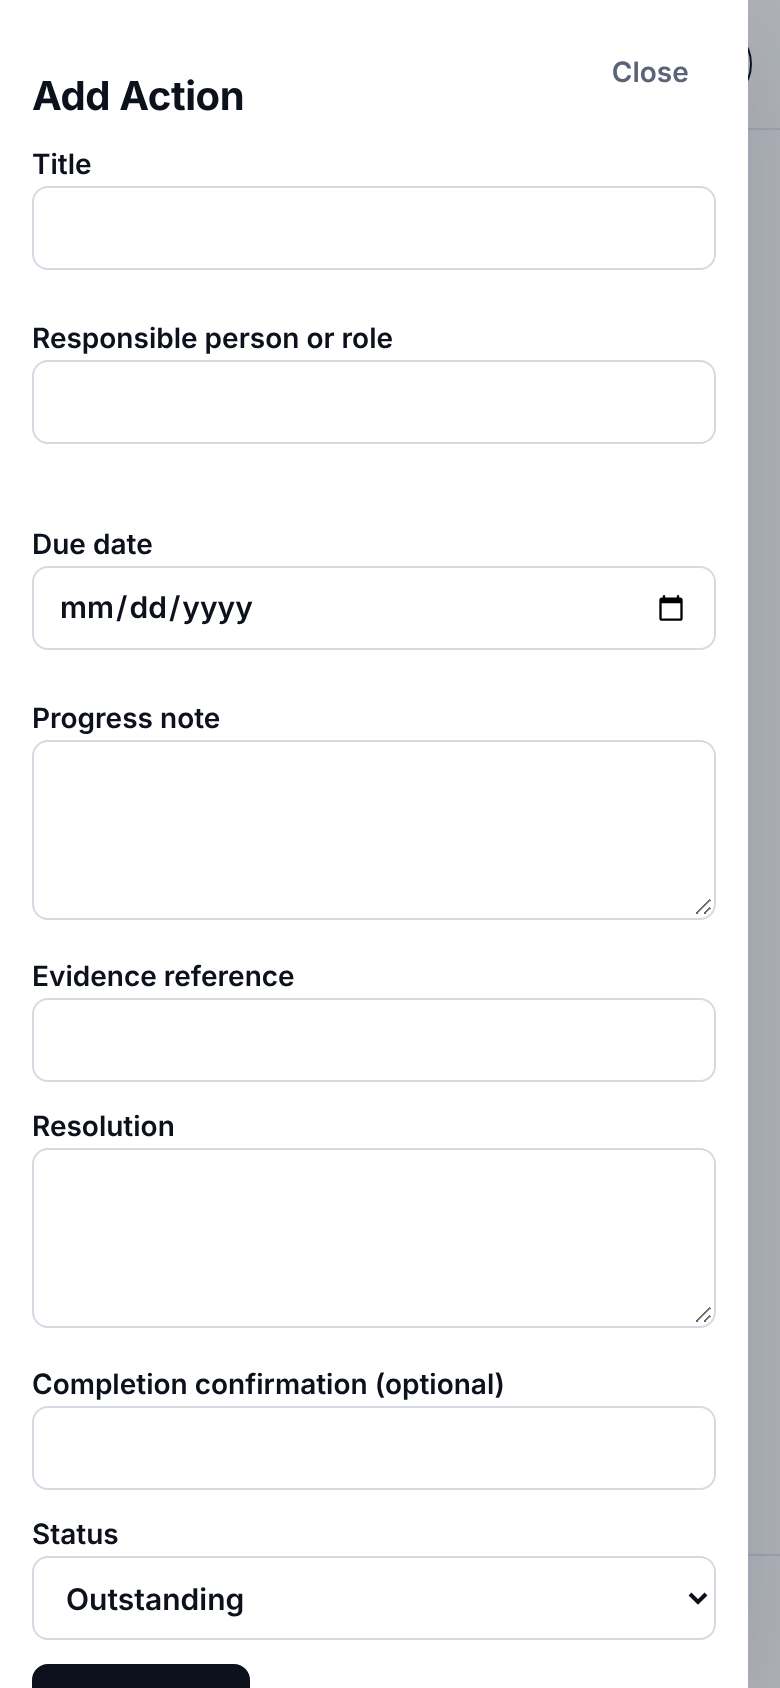 Close
Add Action
Title
Responsible person or role
Due date
mm/dd/yyyy
Progress note
Evidence reference
Resolution
Completion confirmation (optional)
Status
Outstanding